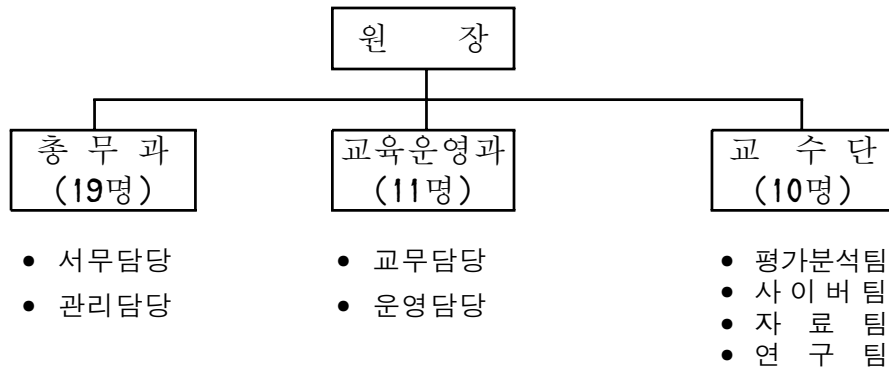 원 장
총 무 과
(19명)
교육운영과
(11명)
교 수 단
(10명)
• 서무담당
• 관리담당
• 교무담당
• 운영담당
• 평가분석팀
• 사 이 버 팀
• 자 료 팀
• 연 구 팀